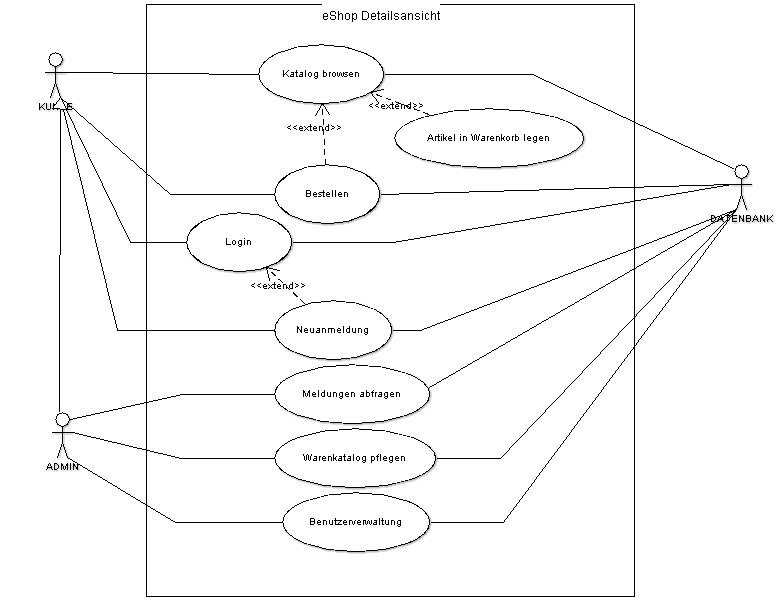 eShop Detailsansicht
Katalog browsen
KUNDE
<<extend>>
<<extend>>
Artikel in Warenkorb legen
Bestellen
DATENBANK
Login
<<extend>>
Neuanmeldung
Meldungen abfragen
Warenkatalog pflegen
ADMIN
Benutzerverwaltung